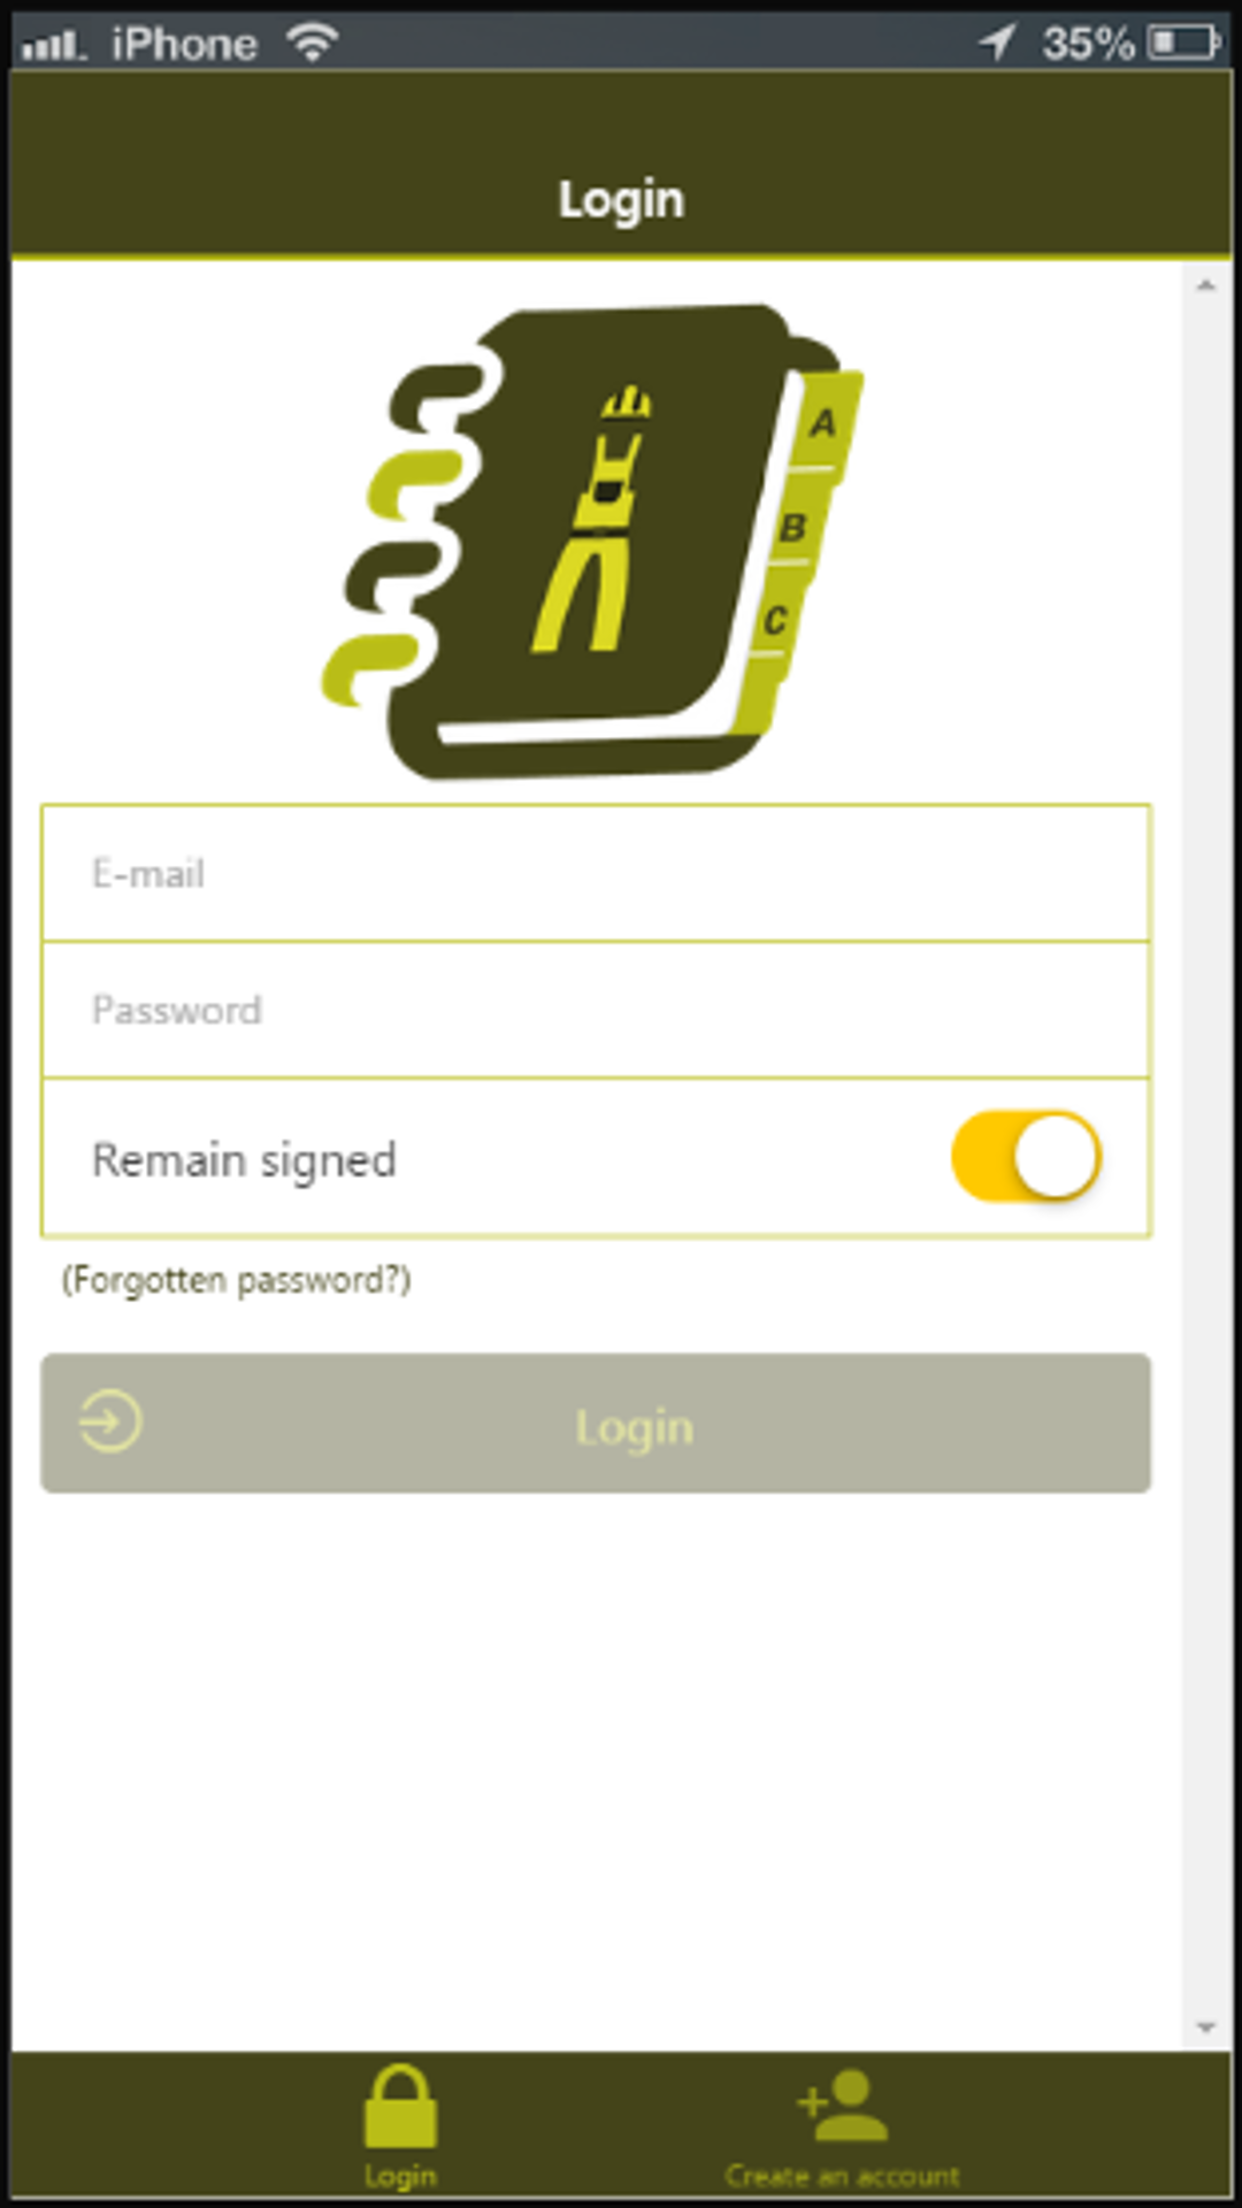 iPhone 35%
Login
A
B
C
E-mail
Password
Remain signed
(Forgotten password?)
Login
Login Create an account